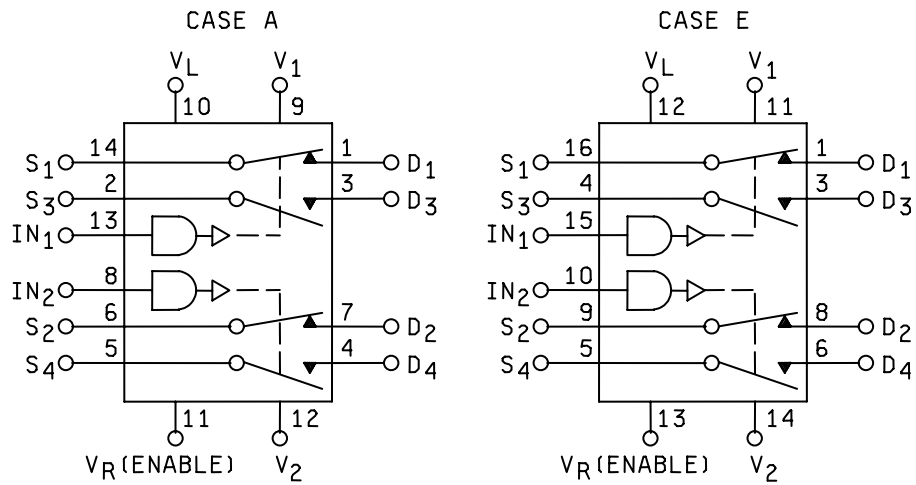 CASE A
V_L V_1
10 9
S_1 14 1 D_1
S_3 2 3 D_3
IN_1 13
IN_2 8
S_2 6 7 D_2
S_4 5 4 D_4
11 12
V_R (ENABLE) V_2
CASE E
V_L V_1
12 11
S_1 16 1 D_1
S_3 4 3 D_3
IN_1 15
IN_2 10
S_2 9 8 D_2
S_4 5 6 D_4
13 14
V_R (ENABLE) V_2